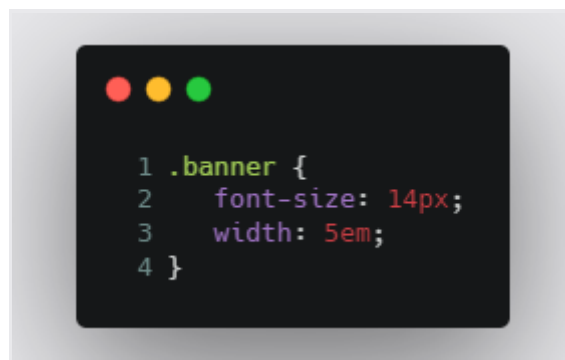 1 .banner {
2    font-size: 14px;
3    width: 5em;
4 }